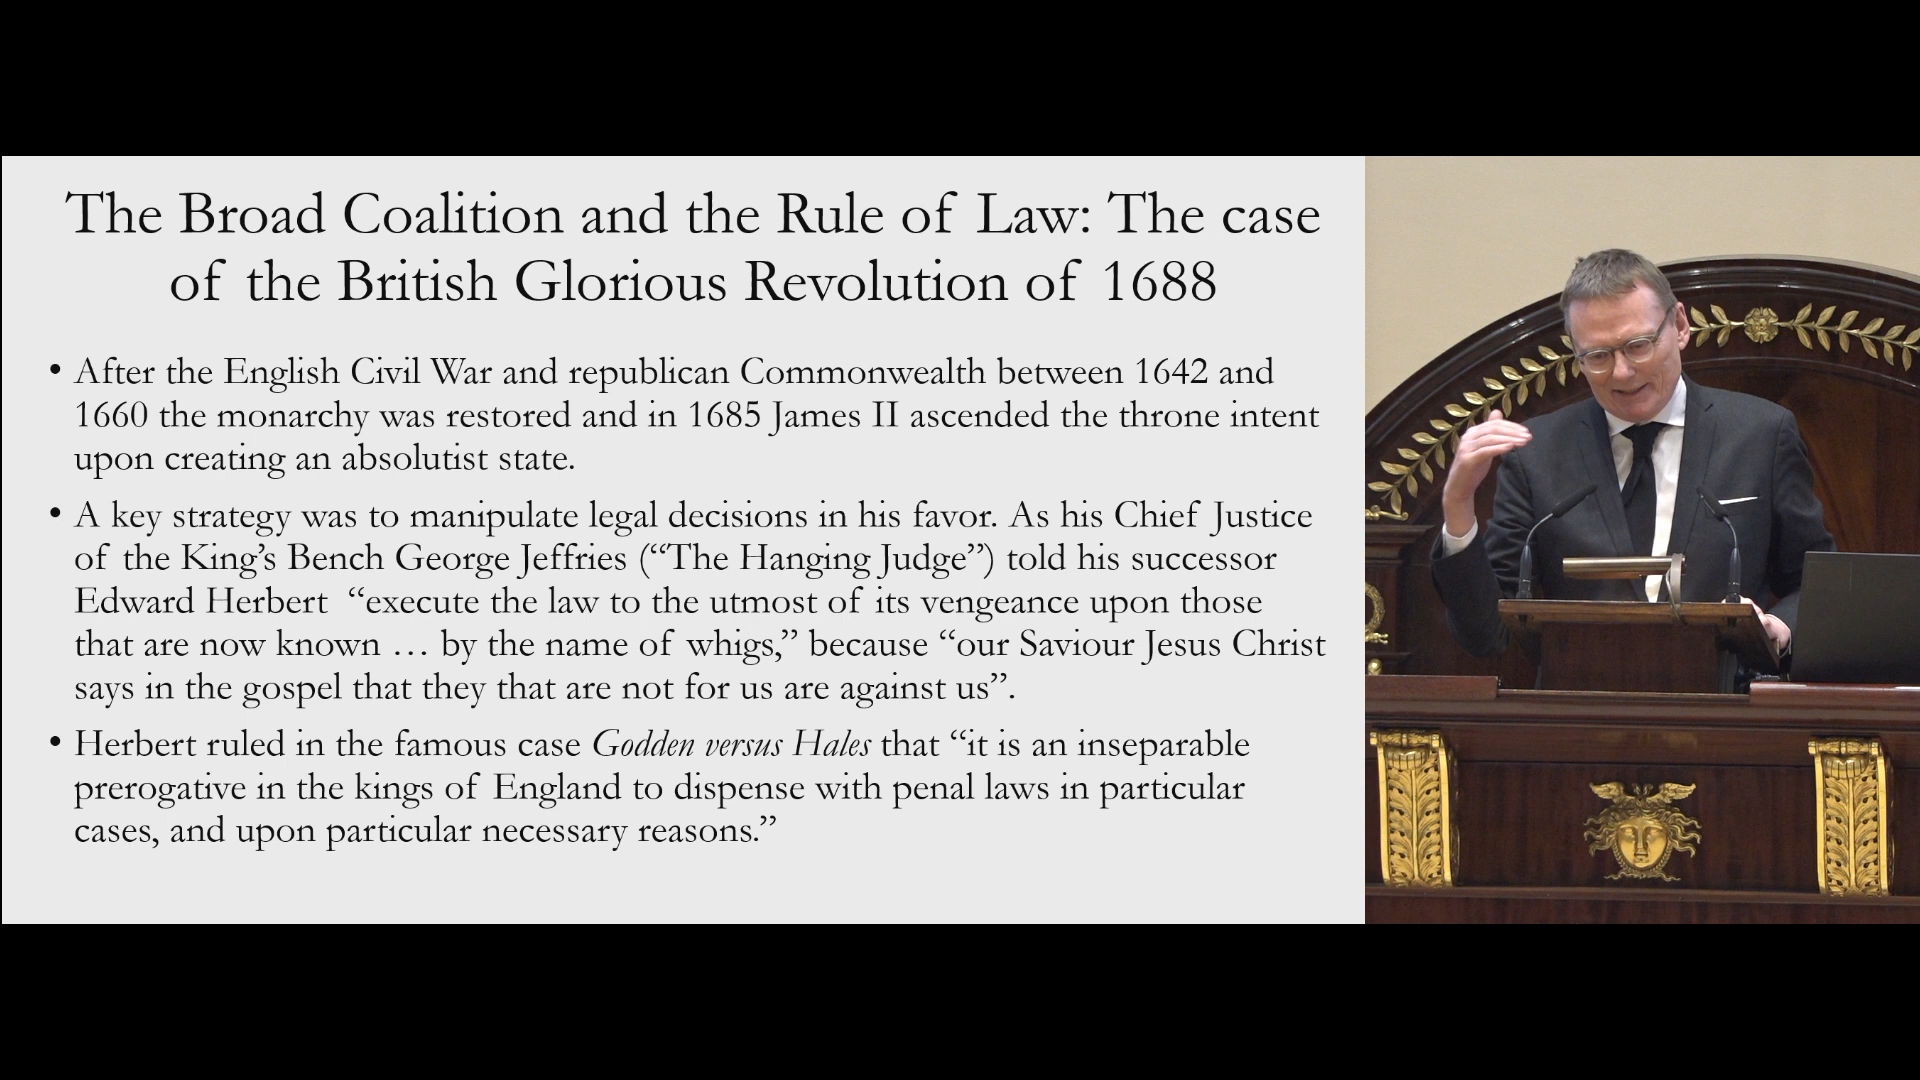 The Broad Coalition and the Rule of Law: The case
of the British Glorious Revolution of 1688
• After the English Civil War and republican Commonwealth between 1642 and
1660 the monarchy was restored and in 1685 James II ascended the throne intent
upon creating an absolutist state.
• A key strategy was to manipulate legal decisions in his favor. As his Chief Justice
of the King’s Bench George Jeffries (“The Hanging Judge”) told his successor
Edward Herbert “execute the law to the utmost of its vengeance upon those
that are now known … by the name of whigs,” because “our Saviour Jesus Christ
says in the gospel that they that are not for us are against us”.
• Herbert ruled in the famous case Godden versus Hales that “it is an inseparable
prerogative in the kings of England to dispense with penal laws in particular
cases, and upon particular necessary reasons.”